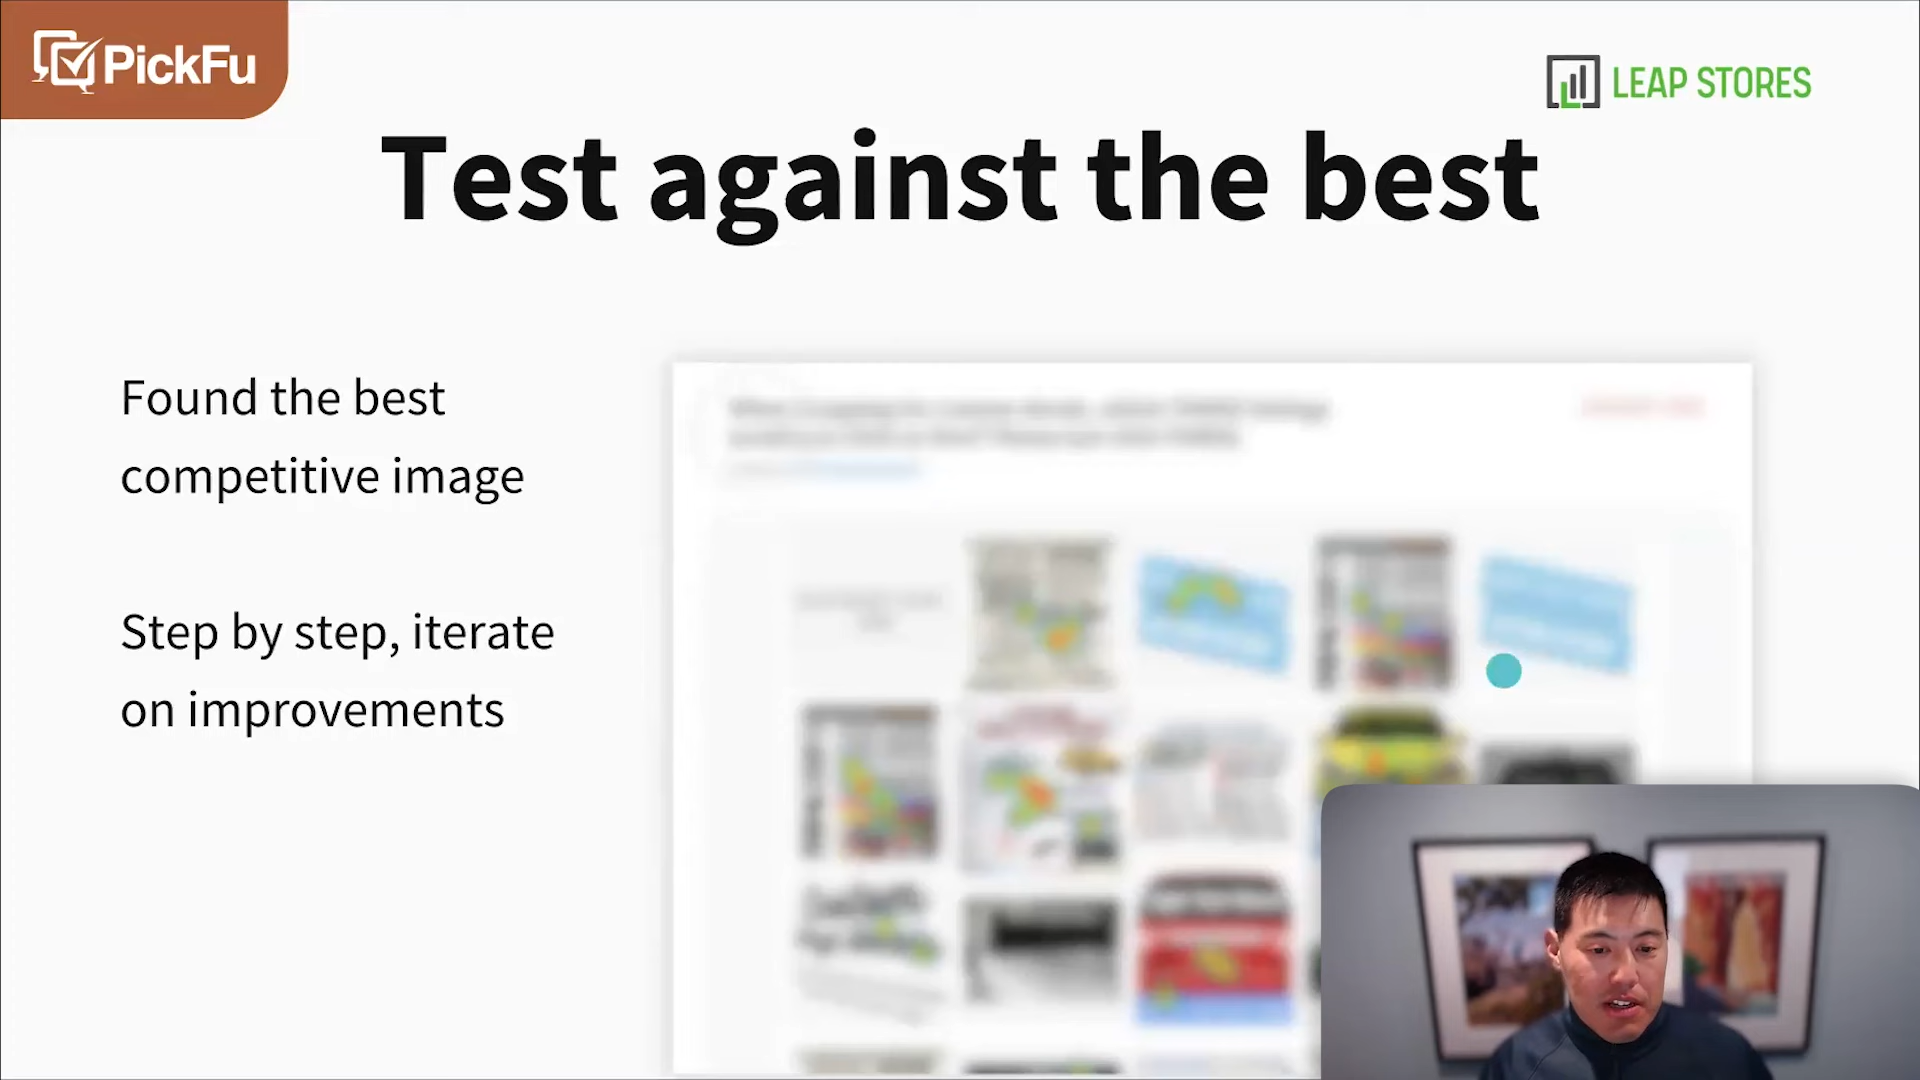 PickFu
LEAP STORES
Test against the best
Found the best
competitive image
Step by step, iterate
on improvements